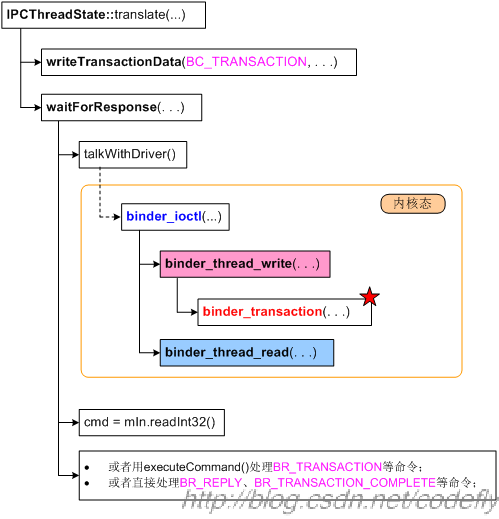 IPCThreadState::translate(...)
writeTransactionData(BC_TRANSACTION, . . .)
waitForResponse(. . .)
talkWithDriver()
内核态
binder_ioctl(...)
binder_thread_write(. . .)
binder_transaction(. . .)
binder_thread_read(. . .)
cmd = mIn.readInt32()
● 或者用executeCommand()处理BR_TRANSACTION等命令；
● 或者直接处理BR_REPLY、BR_TRANSACTION_COMPLETE等命令；
http://blog.csdn.net/codefly